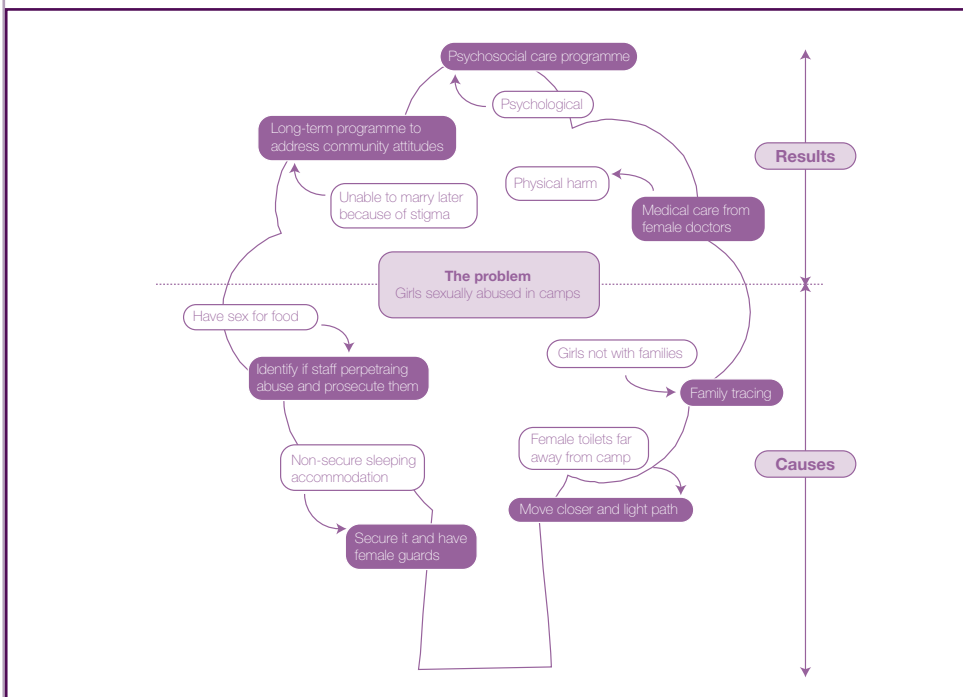 Psychosocial care programme
Psychological
Long-term programme to
address community attitudes
Unable to marry later
because of stigma
Physical harm
Medical care from
female doctors
Results
The problem
Girls sexually abused in camps
Have sex for food
Identify if staff perpetraing
abuse and prosecute them
Girls not with families
Family tracing
Non-secure sleeping
accommodation
Female toilets far
away from camp
Causes
Move closer and light path
Secure it and have
female guards